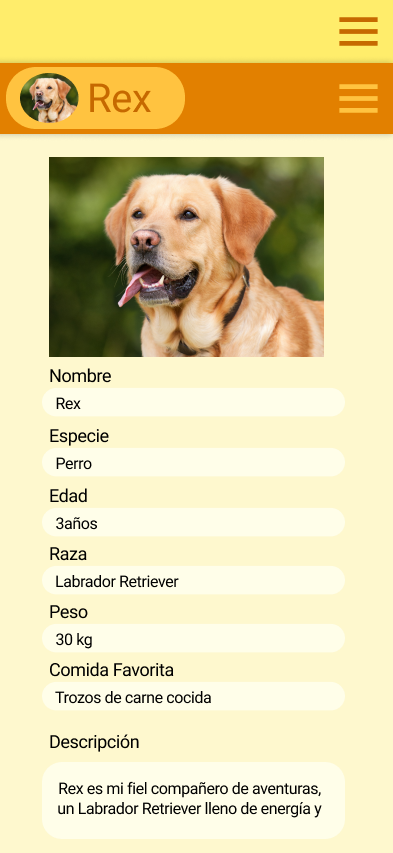 Rex
Nombre
Rex
Especie
Perro
Edad
3años
Raza
Labrador Retriever
Peso
30 kg
Comida Favorita
Trozos de carne cocida
Descripción
Rex es mi fiel compañero de aventuras,
un Labrador Retriever lleno de energía y